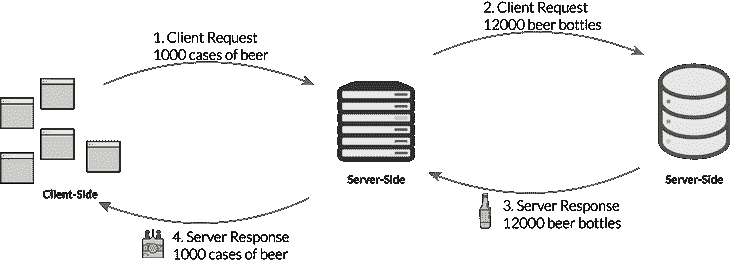 1. Client Request
1000 cases of beer
2. Client Request
12000 beer bottles
Client-Side
Server-Side
Server-Side
3. Server Response
12000 beer bottles
4. Server Response
1000 cases of beer